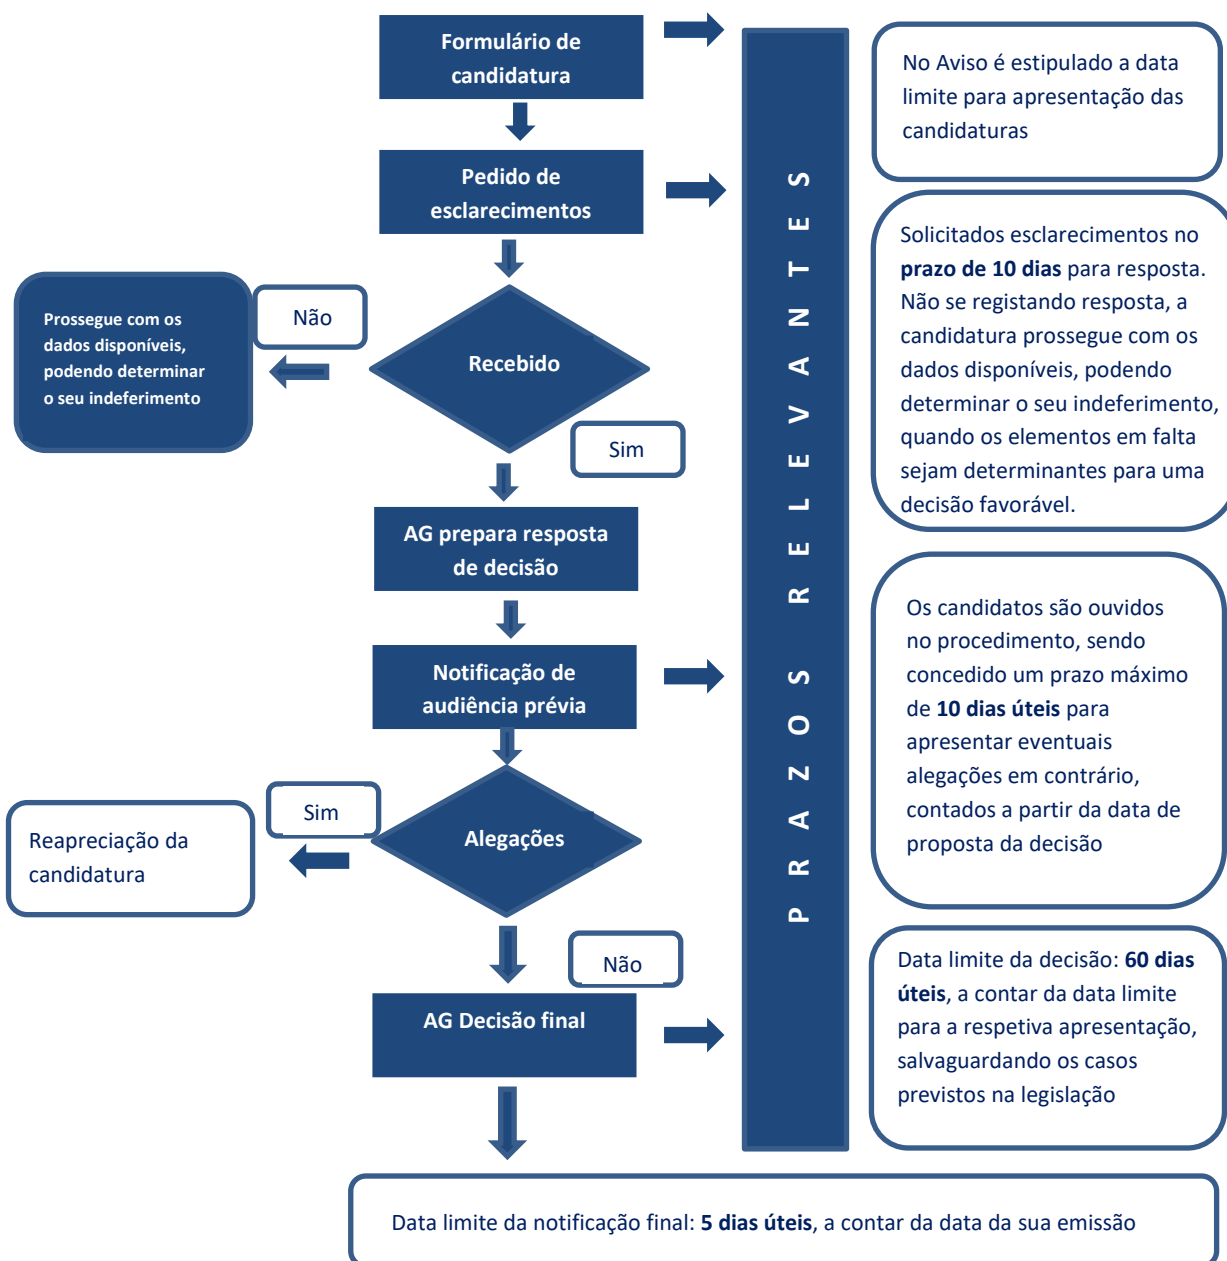 Formulário de
candidatura
No Aviso é estipulado a data
limite para apresentação das
candidaturas
Pedido de
esclarecimentos
Solicitados esclarecimentos no
prazo de 10 dias para resposta.
Não se registando resposta, a
candidatura prossegue com os
dados disponíveis, podendo
determinar o seu indeferimento,
quando os elementos em falta
sejam determinantes para uma
decisão favorável.
Recebido
Não
Prossegue com os
dados disponíveis,
podendo determinar
o seu indeferimento
Sim
AG prepara resposta
de decisão
Notificação de
audiência prévia
Os candidatos são ouvidos
no procedimento, sendo
concedido um prazo máximo
de 10 dias úteis para
apresentar eventuais
alegações em contrário,
contados a partir da data de
proposta da decisão
Alegações
Sim
Reapreciação da
candidatura
Não
AG Decisão final
Data limite da decisão: 60 dias
úteis, a contar da data limite
para a respetiva apresentação,
salvaguardando os casos
previstos na legislação
PRAZOS RELEVANTES
Data limite da notificação final: 5 dias úteis, a contar da data da sua emissão